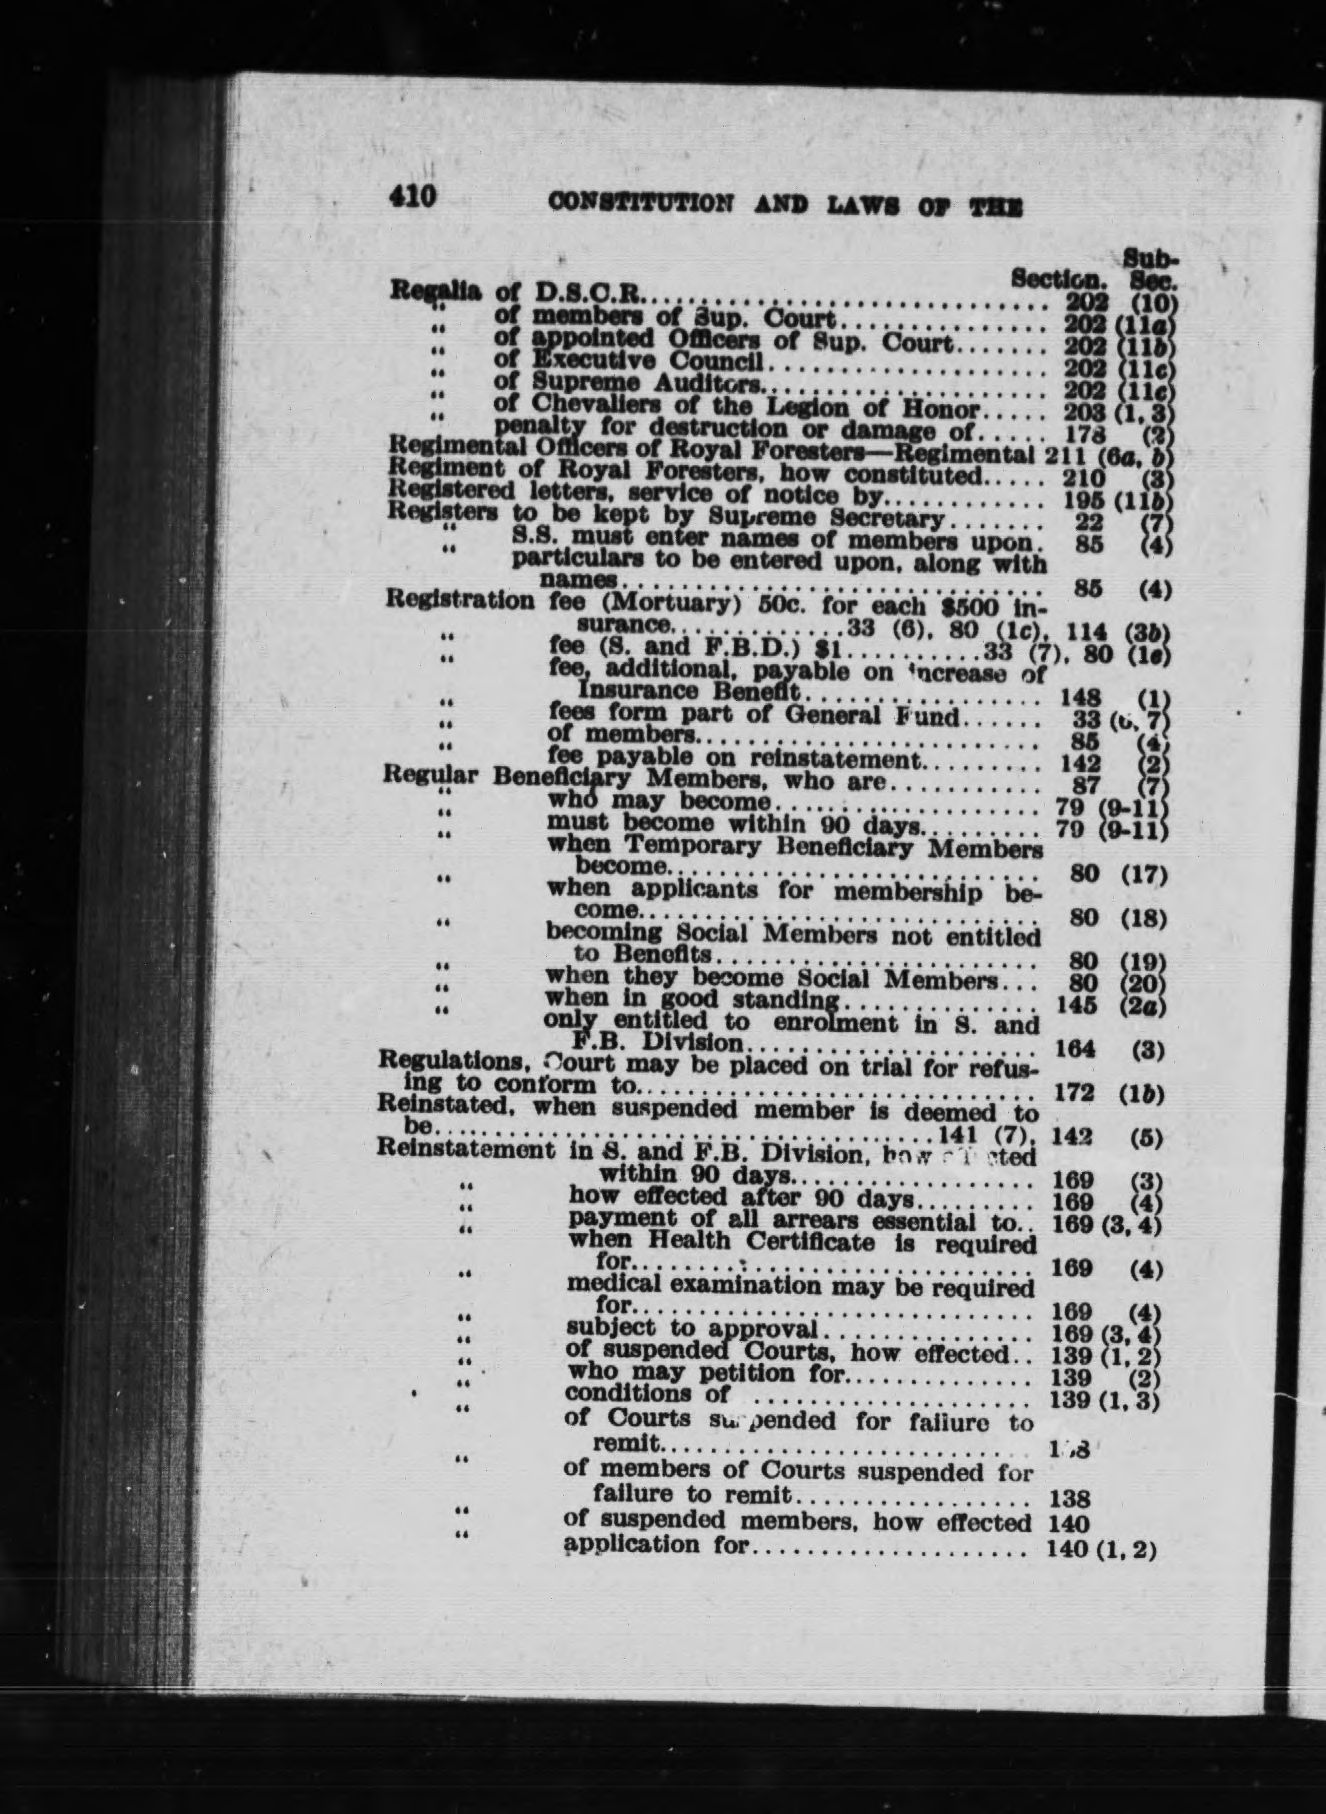 410 CONSTITUTION AND LAWS OF THE
Sub-
Section. Sec.
Regalia of D.S.C.R. 202 (10)
" of members of Sup. Court 202 (11a)
" of appointed Officers of Sup. Court 202 (11b)
" of Executive Council 202 (11c)
" of Supreme Auditors 202 (11c)
" of Chevaliers of the Legion of Honor 203 (1, 3)
" penalty for destruction or damage of 178 (2)
Regimental Officers of Royal Foresters—Regimental 211 (6a, b)
Regiment of Royal Foresters, how constituted 210 (3)
Registered letters, service of notice by 195 (11b)
Registers to be kept by Supreme Secretary 22 (7)
" S.S. must enter names of members upon. 85 (4)
" particulars to be entered upon, along with
names 85 (4)
Registration fee (Mortuary) 50c. for each $500 in-
surance 33 (6), 80 (1c), 114 (3b)
" fee (S. and F.B.D.) $1 33 (7), 80 (1e)
" fee, additional, payable on increase of
Insurance Benefit 148 (1)
" fees form part of General Fund 33 (6, 7)
" of members 85 (4)
" fee payable on reinstatement 142 (2)
Regular Beneficiary Members, who are 87 (7)
" who may become 79 (9-11)
" must become within 90 days 79 (9-11)
" when Temporary Beneficiary Members
become 80 (17)
" when applicants for membership be-
come 80 (18)
" becoming Social Members not entitled
to Benefits 80 (19)
" when they become Social Members 80 (20)
" when in good standing 145 (2a)
" only entitled to enrolment in S. and
F.B. Division 164 (3)
Regulations, Court may be placed on trial for refus-
ing to conform to 172 (1b)
Reinstated, when suspended member is deemed to
be 141 (7), 142 (5)
Reinstatement in S. and F.B. Division, how
within 90 days 169 (3)
" how effected after 90 days 169 (4)
" payment of all arrears essential to 169 (3, 4)
" when Health Certificate is required
for 169 (4)
" medical examination may be required
for 169 (4)
" subject to approval 169 (3, 4)
" of suspended Courts, how effected 139 (1, 2)
" who may petition for 139 (2)
" conditions of 139 (1, 3)
" of Courts suspended for failure to
remit
" of members of Courts suspended for
failure to remit 138
" of suspended members, how effected 140
" application for 140 (1, 2)